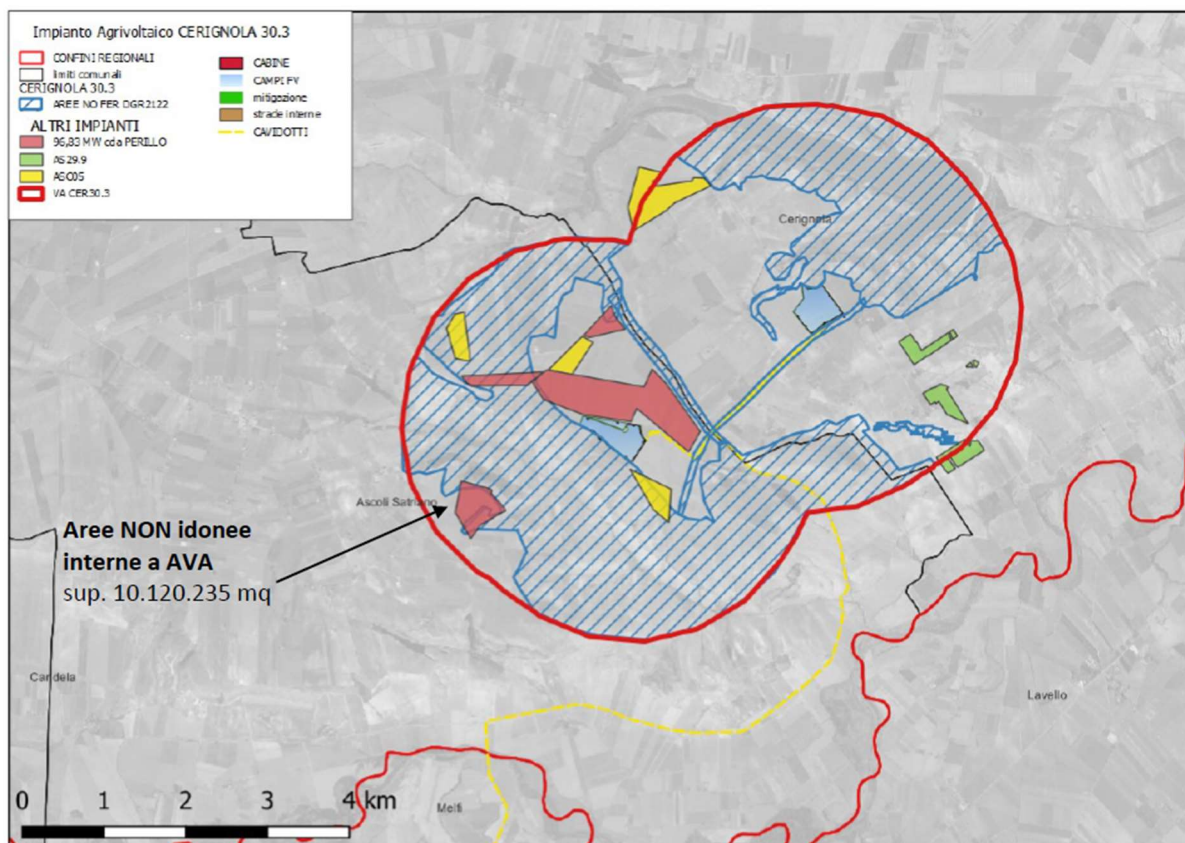 Impianto Agrivoltaico CERIGNOLA 30.3
CONFINI REGIONALI
limiti comunali
CERIGNOLA 30.3
AREE NO FER DGR2122
ALTRI IMPIANTI
96,83 MW cda PERILLO
AS29.9
ASC05
VA CER30.3
CABINE
CAMPI FV
mitigazione
strade interne
CAVIDOTTI
Cerignola
Ascoli Satriano
Aree NON idonee
interne a AVA
sup. 10.120.235 mq
Candela
Lavello
Melfi
0 1 2 3 4 km